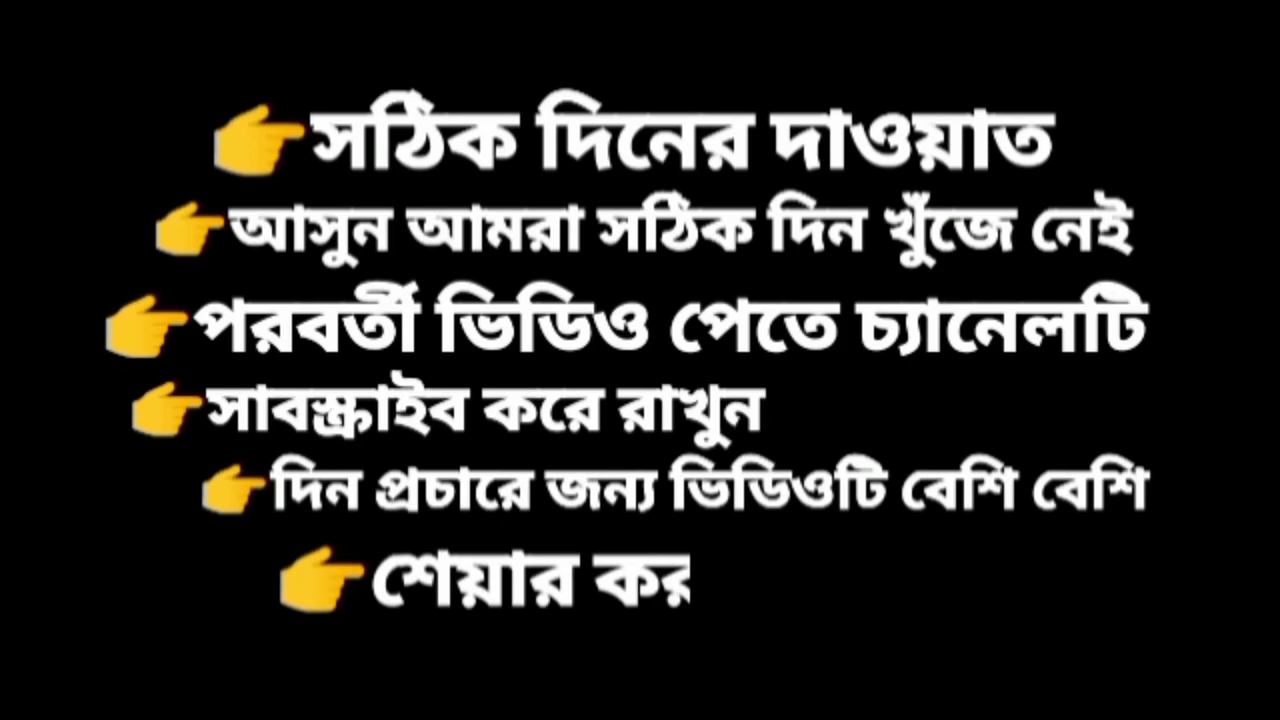 👉সঠিক দিনের দাওয়াত
👉আসুন আমরা সঠিক দিন খুঁজে নেই
👉পরবর্তী ভিডিও পেতে চ্যানেলটি
👉সাবস্ক্রাইব করে রাখুন
👉দিন প্রচারে জন্য ভিডিওটি বেশি বেশি
👉শেয়ার কর